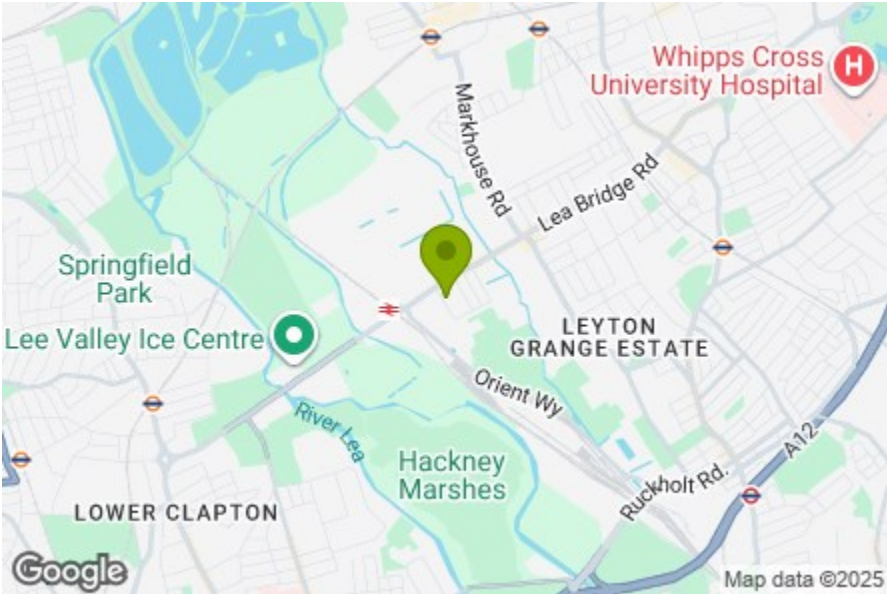 Whipps Cross
University Hospital
H
Markhouse Rd
Lea Bridge Rd
Springfield
Park
Lee Valley Ice Centre
LEYTON
GRANGE ESTATE
Orient Wy
River Lea
Hackney
Marshes
A12
Ruckholt Rd.
LOWER CLAPTON
Google
Map data ©2025